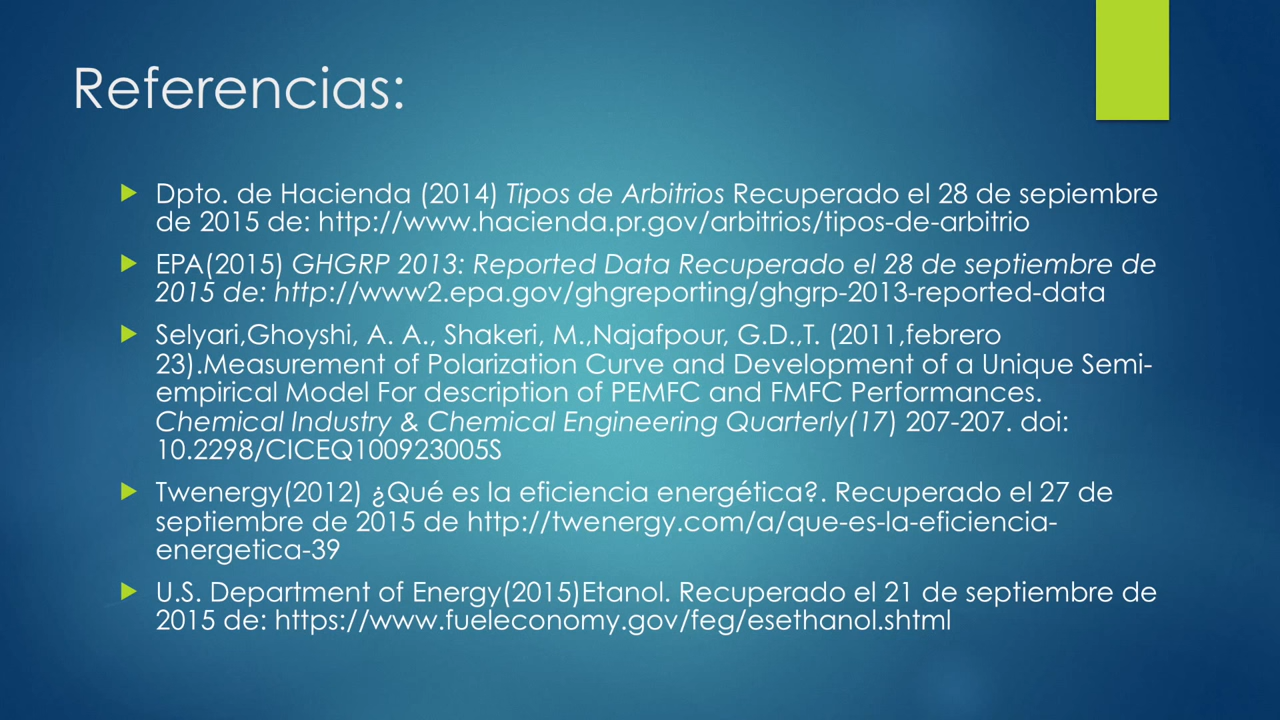 Referencias:
Dpto. de Hacienda (2014) Tipos de Arbitrios Recuperado el 28 de sepiembre
de 2015 de: http://www.hacienda.pr.gov/arbitrios/tipos-de-arbitrio
EPA(2015) GHGRP 2013: Reported Data Recuperado el 28 de septiembre de
2015 de: http://www2.epa.gov/ghgreporting/ghgrp-2013-reported-data
Selyari,Ghoyshi, A. A., Shakeri, M.,Najafpour, G.D.,T. (2011,febrero
23).Measurement of Polarization Curve and Development of a Unique Semi-
empirical Model For description of PEMFC and FMFC Performances.
Chemical Industry & Chemical Engineering Quarterly(17) 207-207. doi:
10.2298/CICEQ100923005S
Twenergy(2012) ¿Qué es la eficiencia energética?. Recuperado el 27 de
septiembre de 2015 de http://twenergy.com/a/que-es-la-eficiencia-
energetica-39
U.S. Department of Energy(2015)Etanol. Recuperado el 21 de septiembre de
2015 de: https://www.fueleconomy.gov/feg/esethanol.shtml